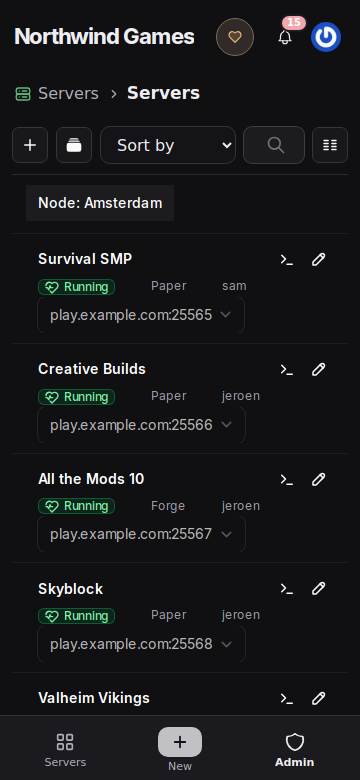 Northwind Games
15
Servers > Servers
Sort by
Node: Amsterdam
Survival SMP
Running Paper sam
play.example.com:25565
Creative Builds
Running Paper jeroen
play.example.com:25566
All the Mods 10
Running Forge jeroen
play.example.com:25567
Skyblock
Running Paper jeroen
play.example.com:25568
Valheim Vikings
Servers New Admin